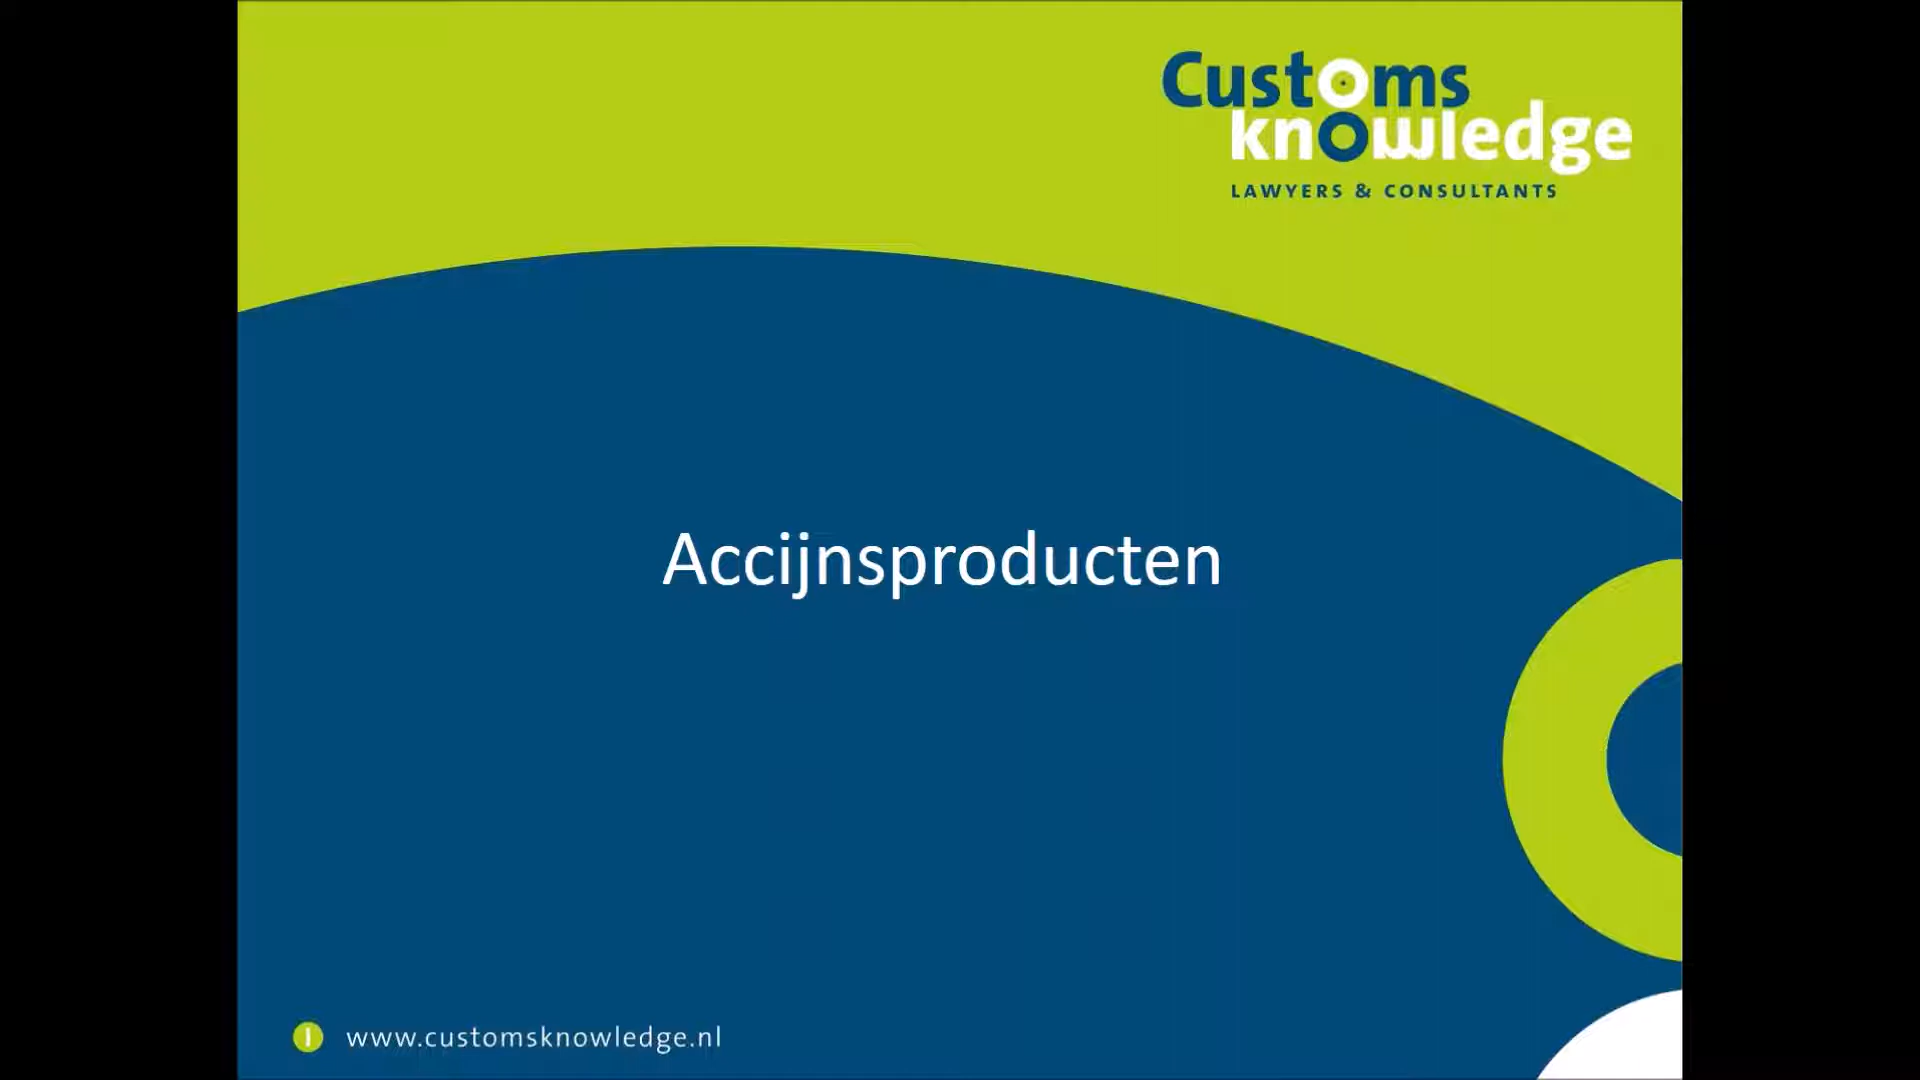 Customs
knowledge
LAWYERS & CONSULTANTS
Accijnsproducten
www.customsknowledge.nl